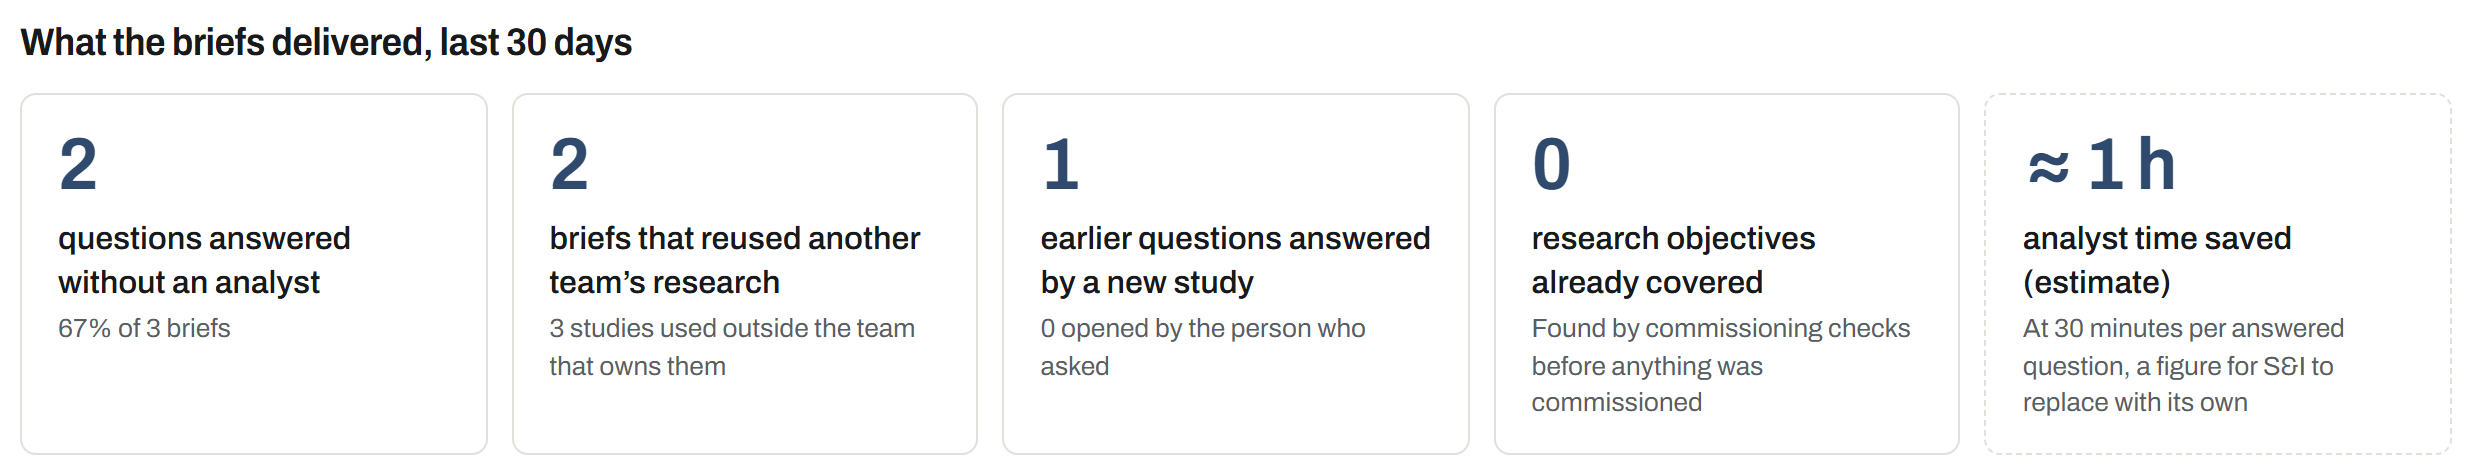 What the briefs delivered, last 30 days
2
questions answered
without an analyst
67% of 3 briefs
2
briefs that reused another
team’s research
3 studies used outside the team
that owns them
1
earlier questions answered
by a new study
0 opened by the person who
asked
0
research objectives
already covered
Found by commissioning checks
before anything was
commissioned
≈ 1 h
analyst time saved
(estimate)
At 30 minutes per answered
question, a figure for S&I to
replace with its own